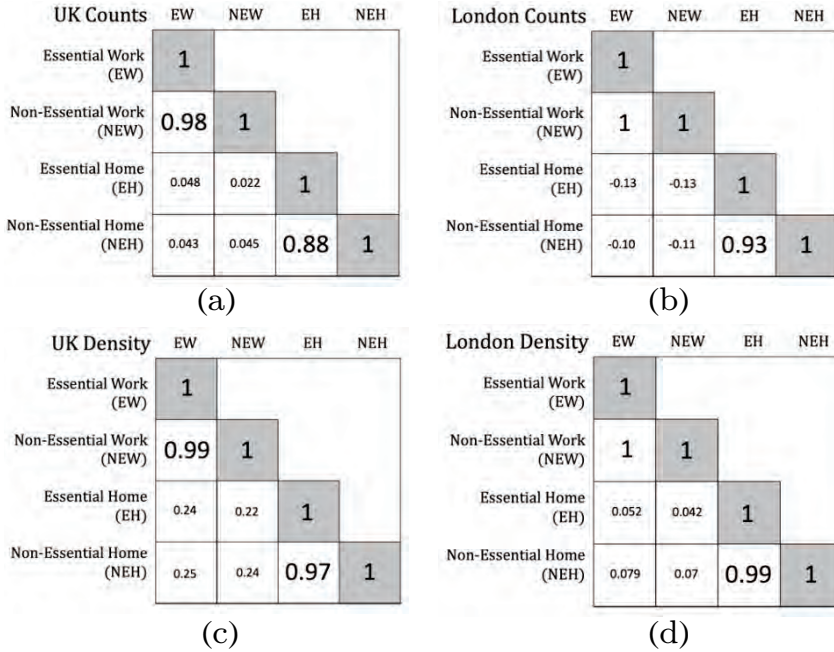 UK Counts EW NEW EH NEH
Essential Work
(EW)
1
Non-Essential Work
(NEW)
0.98 1
Essential Home
(EH)
0.048 0.022 1
Non-Essential Home
(NEH)
0.043 0.045 0.88 1
(a)
London Counts EW NEW EH NEH
Essential Work
(EW)
1
Non-Essential Work
(NEW)
1 1
Essential Home
(EH)
-0.13 -0.13 1
Non-Essential Home
(NEH)
-0.10 -0.11 0.93 1
(b)
UK Density EW NEW EH NEH
Essential Work
(EW)
1
Non-Essential Work
(NEW)
0.99 1
Essential Home
(EH)
0.24 0.22 1
Non-Essential Home
(NEH)
0.25 0.24 0.97 1
(c)
London Density EW NEW EH NEH
Essential Work
(EW)
1
Non-Essential Work
(NEW)
1 1
Essential Home
(EH)
0.052 0.042 1
Non-Essential Home
(NEH)
0.079 0.07 0.99 1
(d)